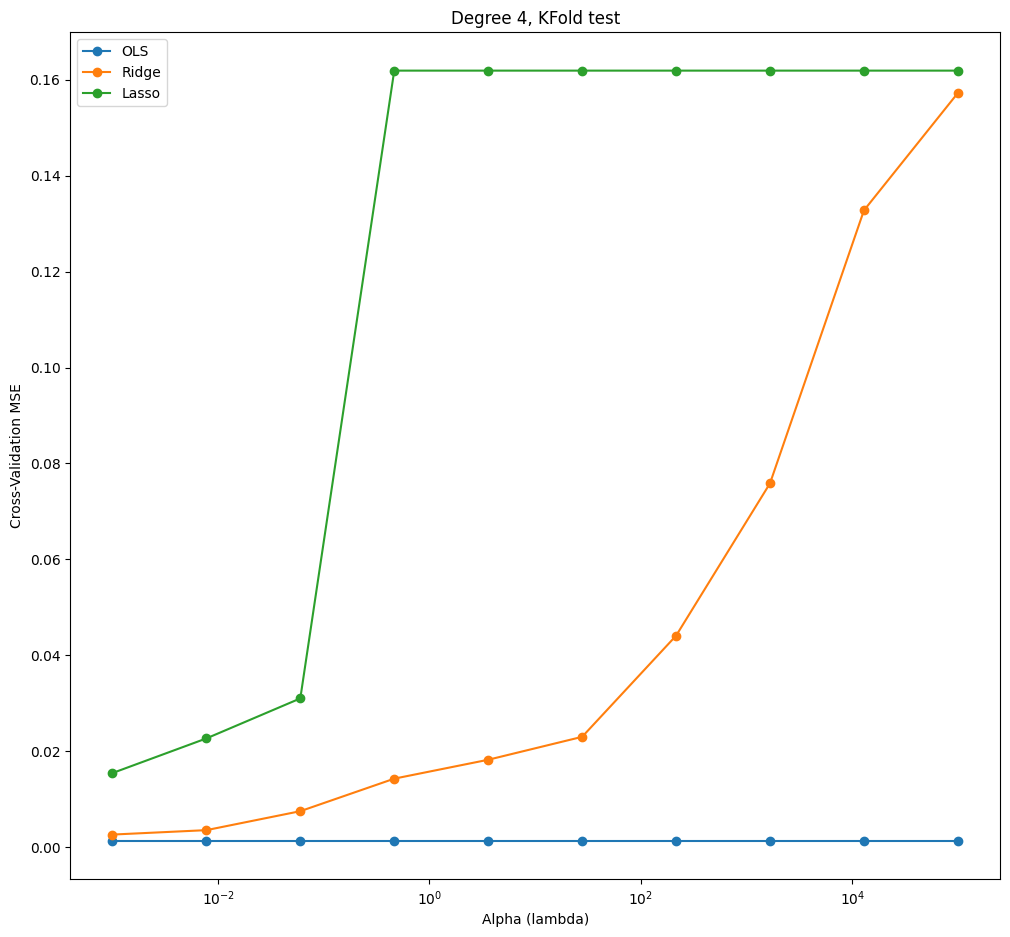 Degree 4, KFold test
OLS
Ridge
Lasso
0.16
0.14
0.12
0.10
0.08
0.06
0.04
0.02
0.00
Cross-Validation MSE
10⁻²
10⁰
10²
10⁴
Alpha (lambda)